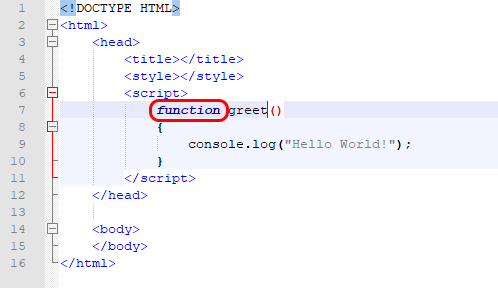 1 <!DOCTYPE HTML>
2 <html>
3 <head>
4 <title></title>
5 <style></style>
6 <script>
7 function greet()
8 {
9 console.log("Hello World!");
10 }
11 </script>
12 </head>
13
14 <body>
15 </body>
16 </html>